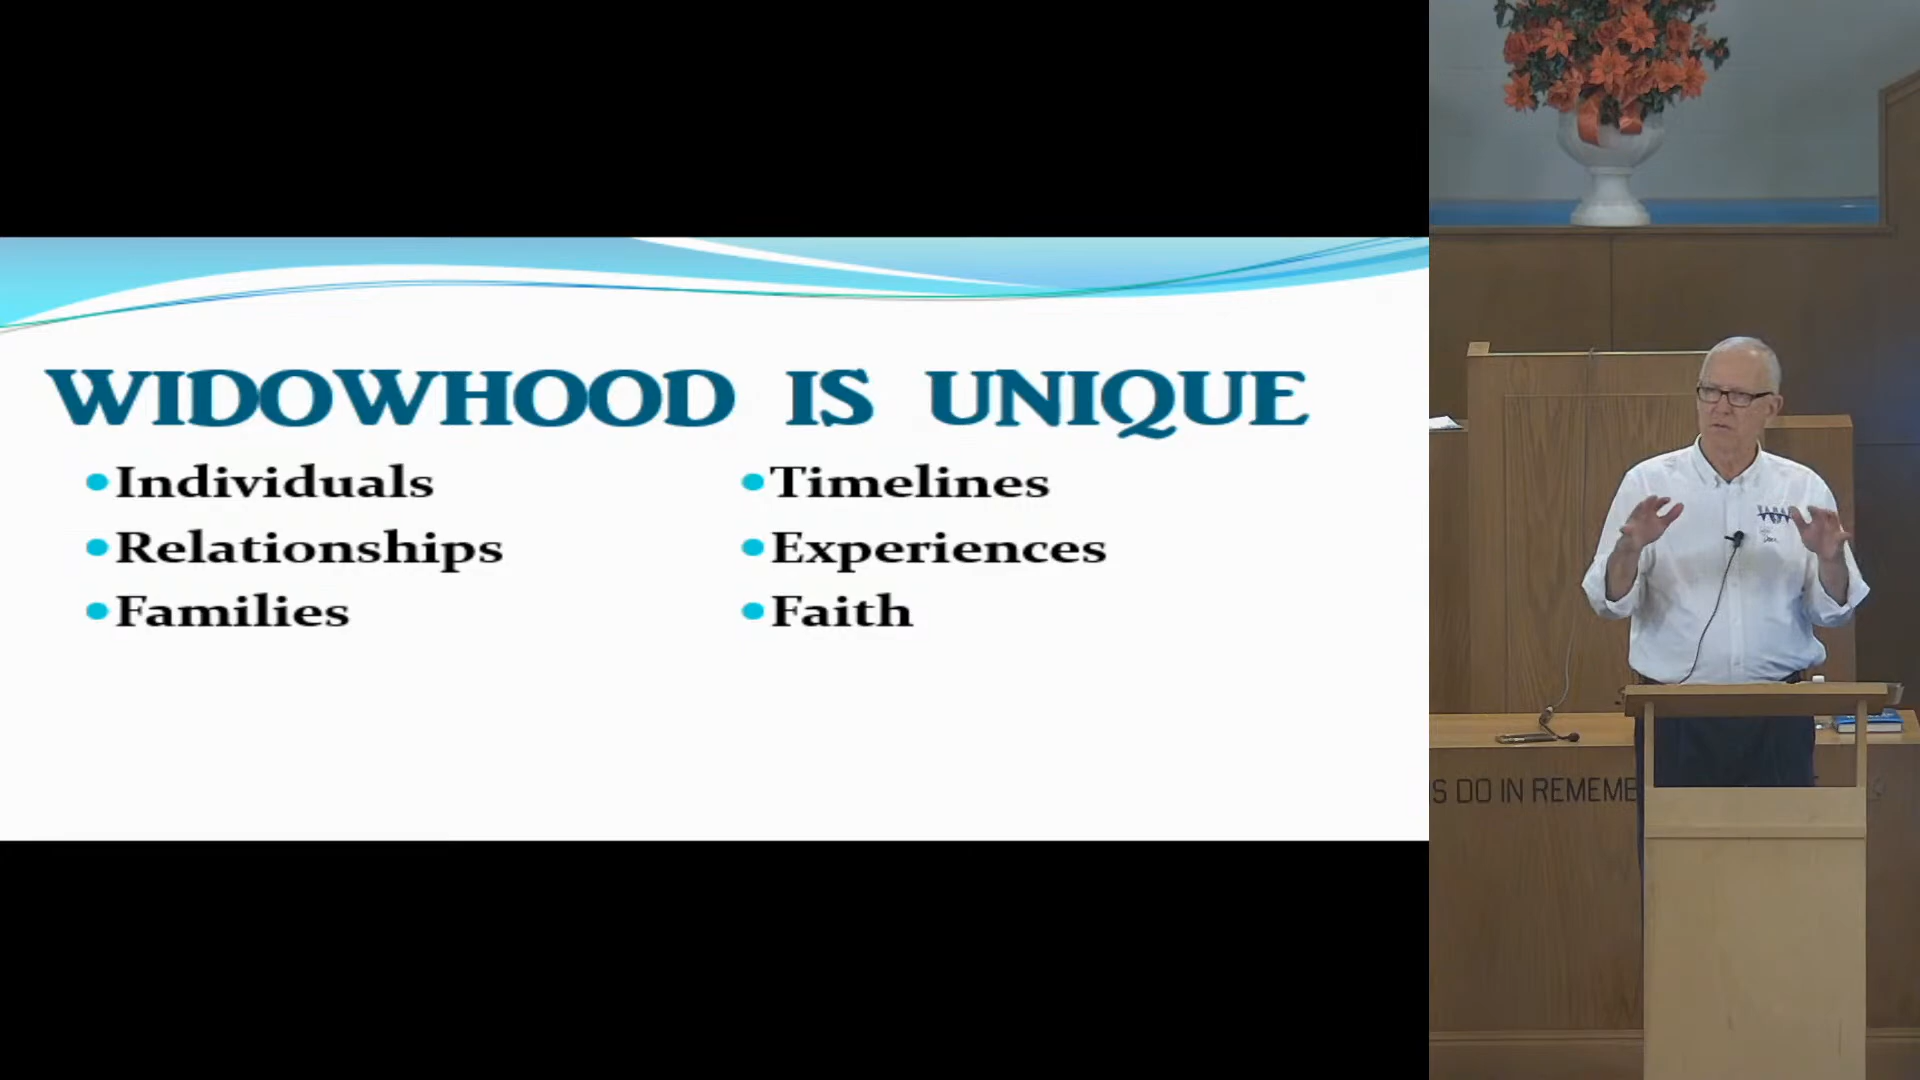 WIDOWHOOD IS UNIQUE
Individuals
Relationships
Families
Timelines
Experiences
Faith
S DO IN REMEMB